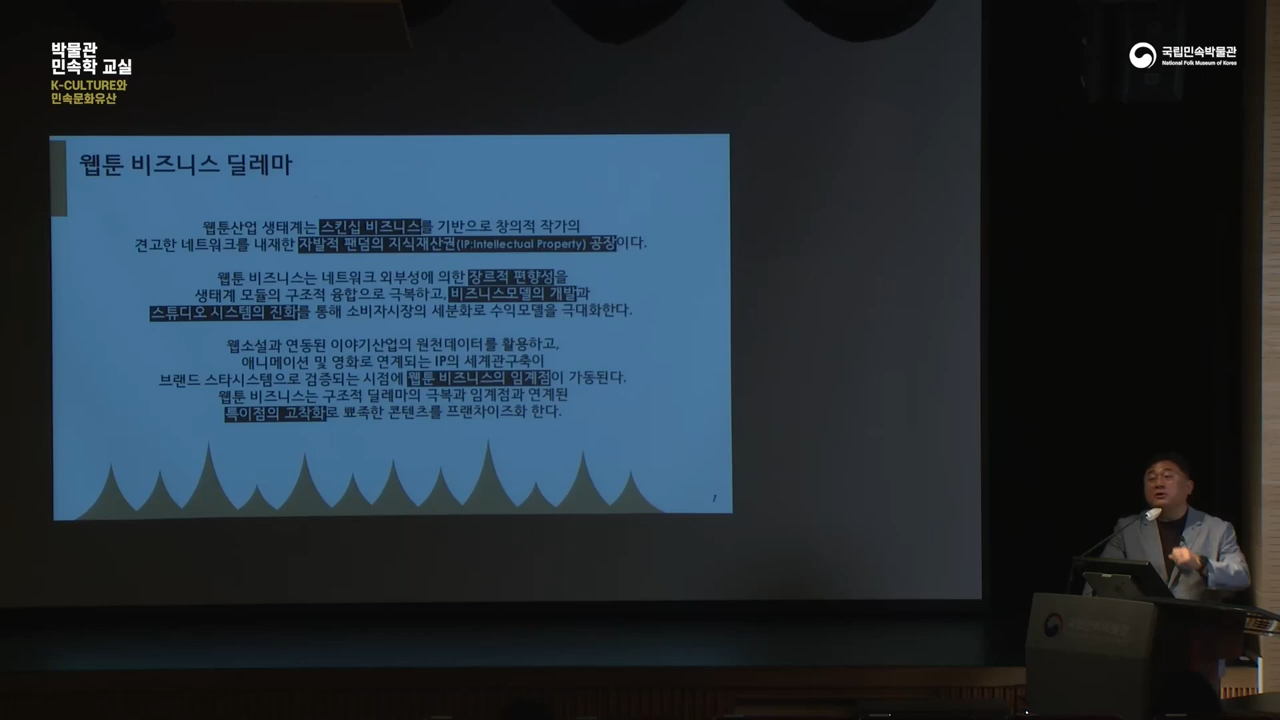 박물관
민속학 교실
K-CULTURE와
민속문화유산
국립민속박물관
National Folk Museum of Korea
웹툰 비즈니스 딜레마
웹툰산업 생태계는 스킨십 비즈니스를 기반으로 창의적 작가의
견고한 네트워크를 내재한 자발적 팬덤의 지식재산권(IP:Intellectual Property) 공장이다.
웹툰 비즈니스는 네트워크 외부성에 의한 장르적 편향성을
생태계 모듈의 구조적 융합으로 극복하고, 비즈니스모델의 개발과
스튜디오 시스템의 진화를 통해 소비자시장의 세분화로 수익모델을 극대화한다.
웹소설과 연동된 이야기산업의 원천데이터를 활용하고,
애니메이션 및 영화로 연계되는 IP의 세계관구축이
브랜드 스타시스템으로 검증되는 시점에 웹툰 비즈니스의 임계점이 가동된다.
웹툰 비즈니스는 구조적 딜레마의 극복과 임계점과 연계된
특이점의 고착화로 뾰족한 콘텐츠를 프랜차이즈화 한다.
1
국립민속박물관